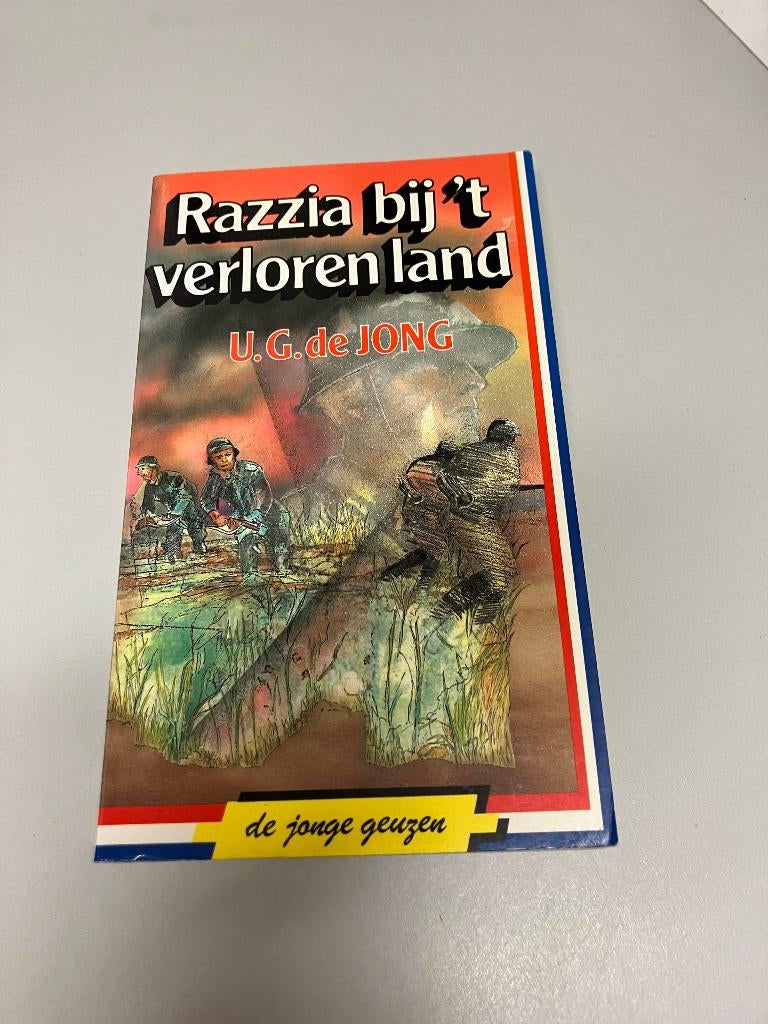 Razzia bij 't
verloren land
U.G. de JONG
de jonge geuzen